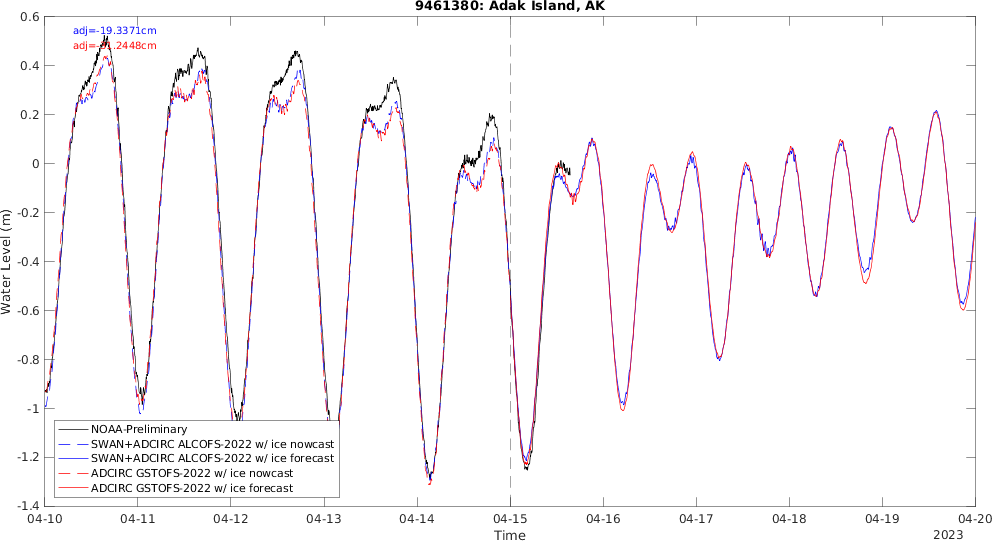 9461380: Adak Island, AK
adj=-19.3371cm
.2448cm
0.6
0.4
0.2
0
-0.2
-0.4
-0.6
-0.8
-1
-1.2
-1.4
Water Level (m)
NOAA-Preliminary
SWAN+ADCIRC ALCOFS-2022 w/ ice nowcast
SWAN+ADCIRC ALCOFS-2022 w/ ice forecast
ADCIRC GSTOFS-2022 w/ ice nowcast
ADCIRC GSTOFS-2022 w/ ice forecast
04-10 04-11 04-12 04-13 04-14 04-15 04-16 04-17 04-18 04-19 04-20
Time
2023